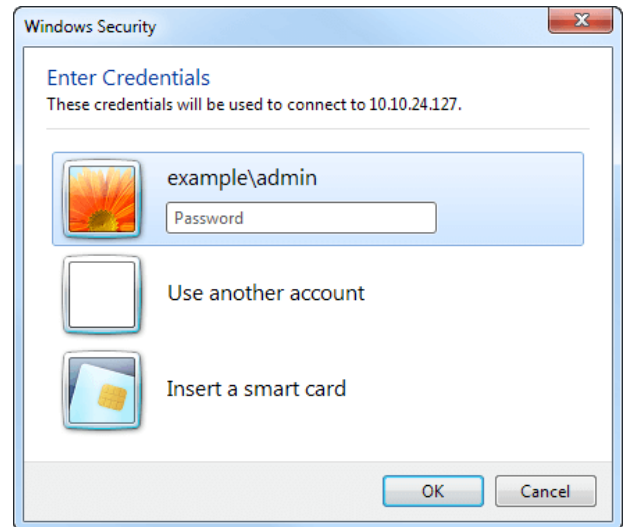 Windows Security
Enter Credentials
These credentials will be used to connect to 10.10.24.127.
example\admin
Password
Use another account
Insert a smart card
OK
Cancel